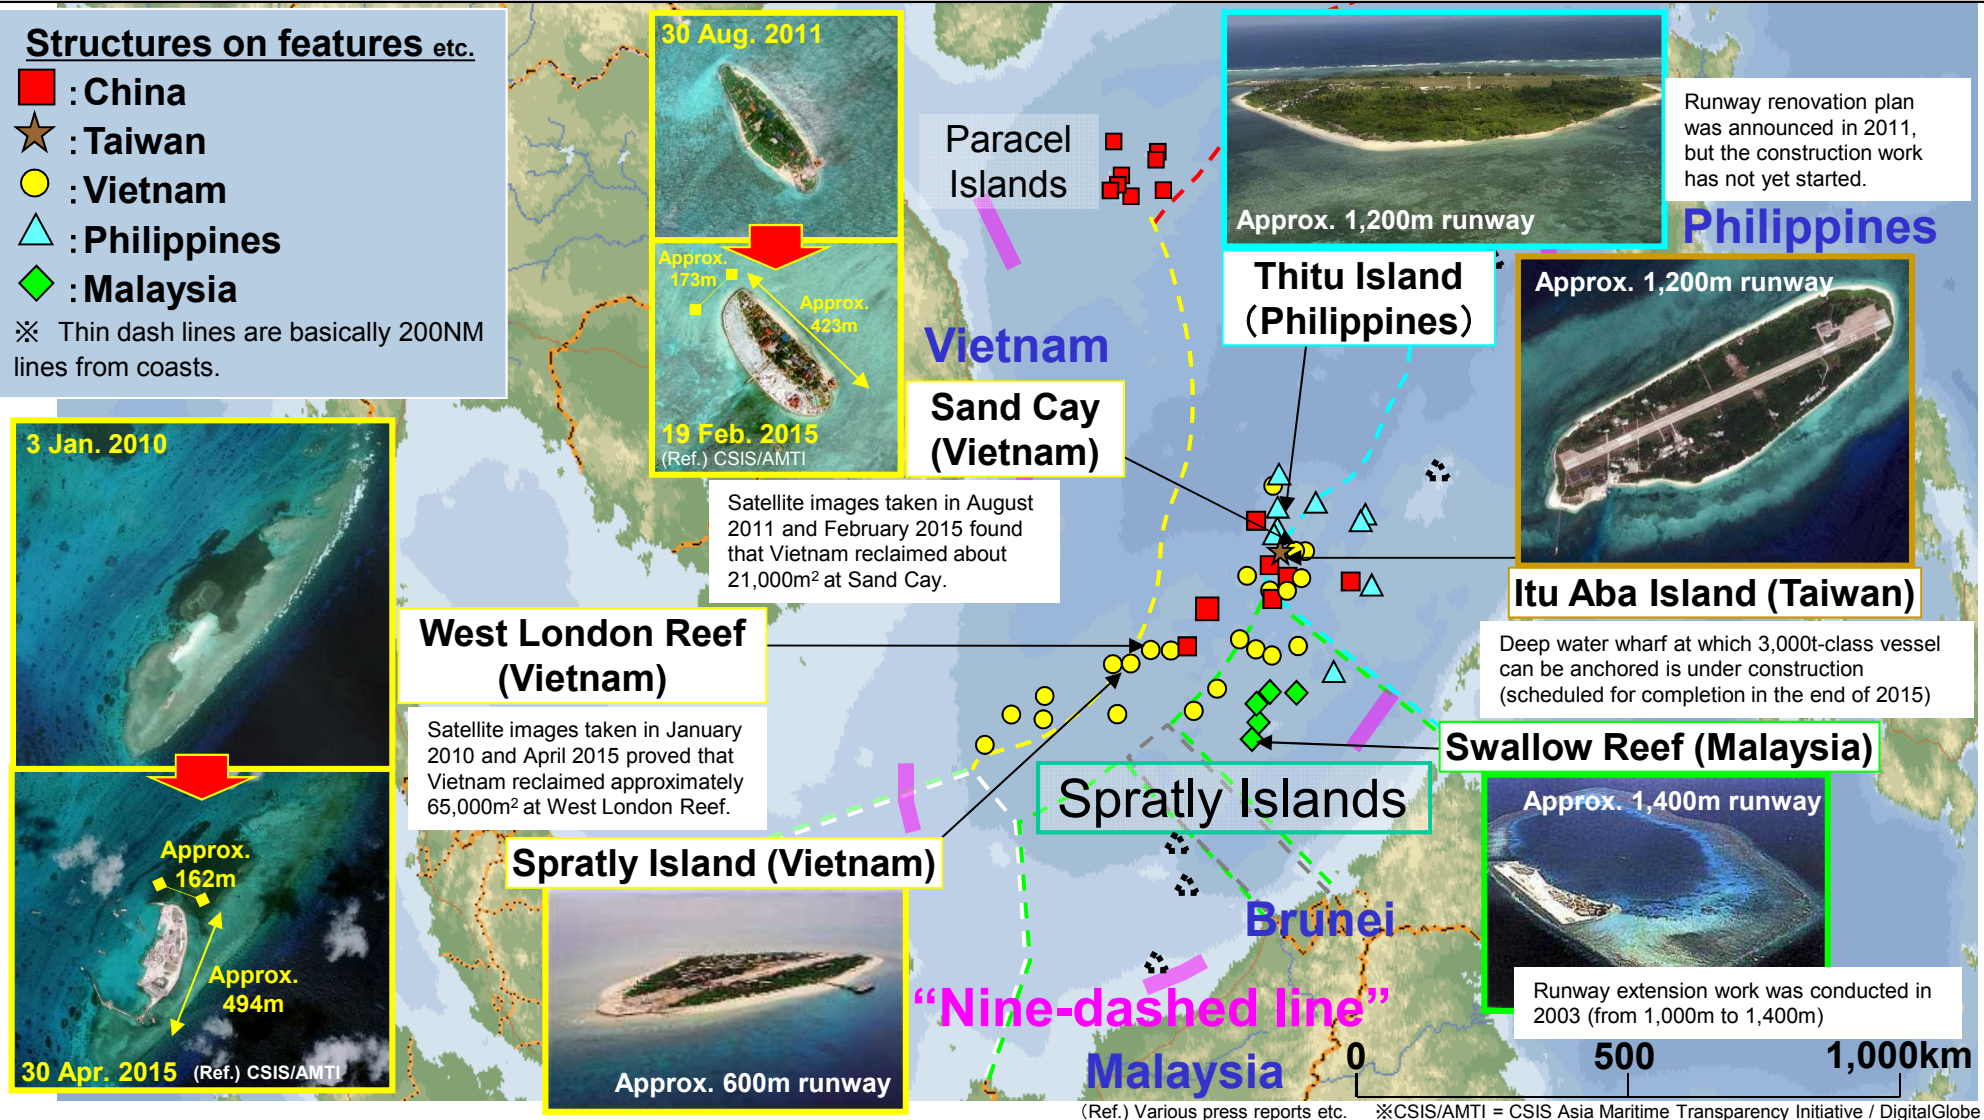 Structures on features etc.
:China
:Taiwan
:Vietnam
:Philippines
:Malaysia
※ Thin dash lines are basically 200NM
lines from coasts.
30 Aug. 2011
Approx.
173m
Approx.
423m
19 Feb. 2015
(Ref.) CSIS/AMTI
Satellite images taken in August
2011 and February 2015 found
that Vietnam reclaimed about
21,000m² at Sand Cay.
Paracel
Islands
Vietnam
Sand Cay
(Vietnam)
Approx. 1,200m runway
Thitu Island
（Philippines）
Runway renovation plan
was announced in 2011,
but the construction work
has not yet started.
Philippines
Approx. 1,200m runway
Itu Aba Island (Taiwan)
Deep water wharf at which 3,000t-class vessel
can be anchored is under construction
(scheduled for completion in the end of 2015)
3 Jan. 2010
Approx.
162m
Approx.
494m
30 Apr. 2015 (Ref.) CSIS/AMTI
West London Reef
(Vietnam)
Satellite images taken in January
2010 and April 2015 proved that
Vietnam reclaimed approximately
65,000m² at West London Reef.
Spratly Island (Vietnam)
Approx. 600m runway
Spratly Islands
Swallow Reef (Malaysia)
Approx. 1,400m runway
Runway extension work was conducted in
2003 (from 1,000m to 1,400m)
Brunei
“Nine-dashed line”
Malaysia
0 500 1,000km
（Ref.) Various press reports etc. ※CSIS/AMTI = CSIS Asia Maritime Transparency Initiative / DigitalGlobe